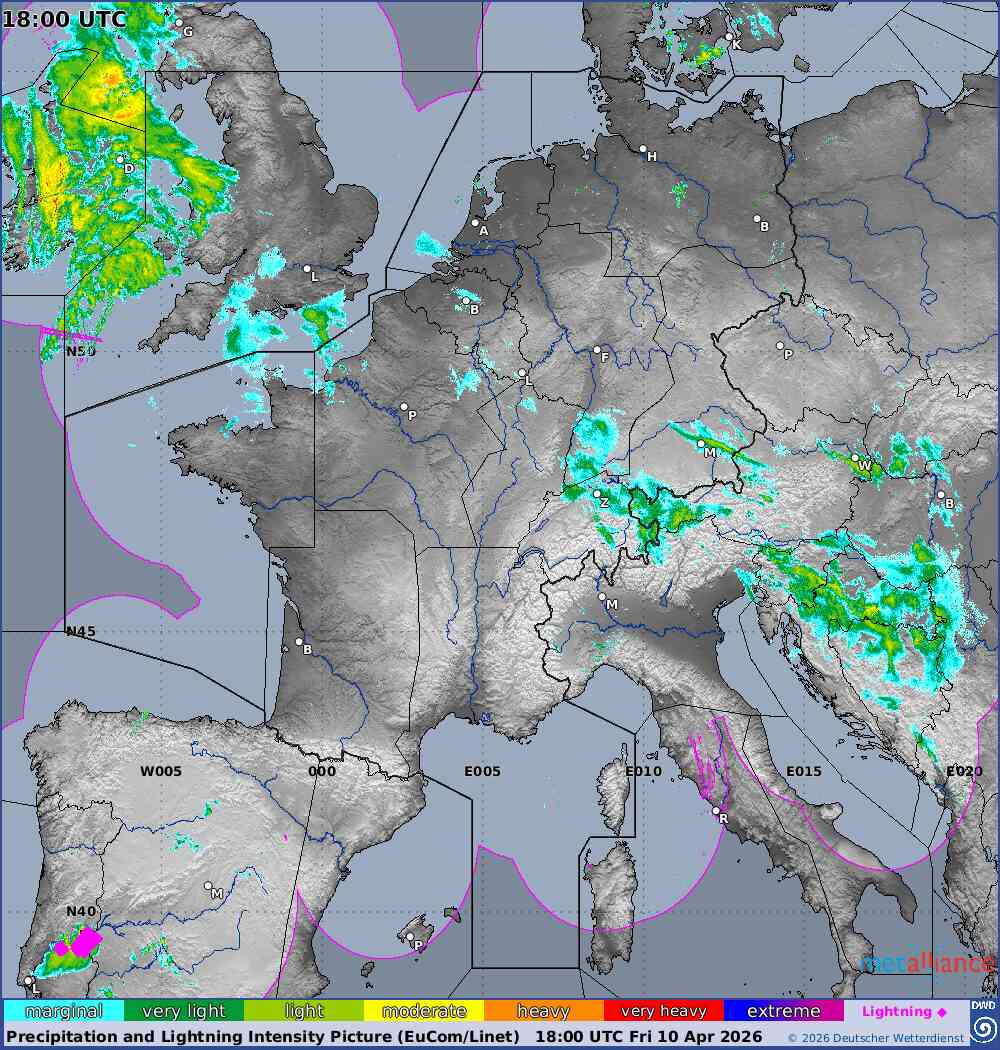 18:00 UTC
G
K
H
D
A
B
L
B
N50
F
P
L
P
M
W
Z
B
M
N45
B
W005
000
E005
E010
E015
E020
R
M
N40
P
L
metalliance
marginal very light light moderate heavy very heavy extreme Lightning ◆
DWD
Precipitation and Lightning Intensity Picture (EuCom/Linet) 18:00 UTC Fri 10 Apr 2026 © 2026 Deutscher Wetterdienst